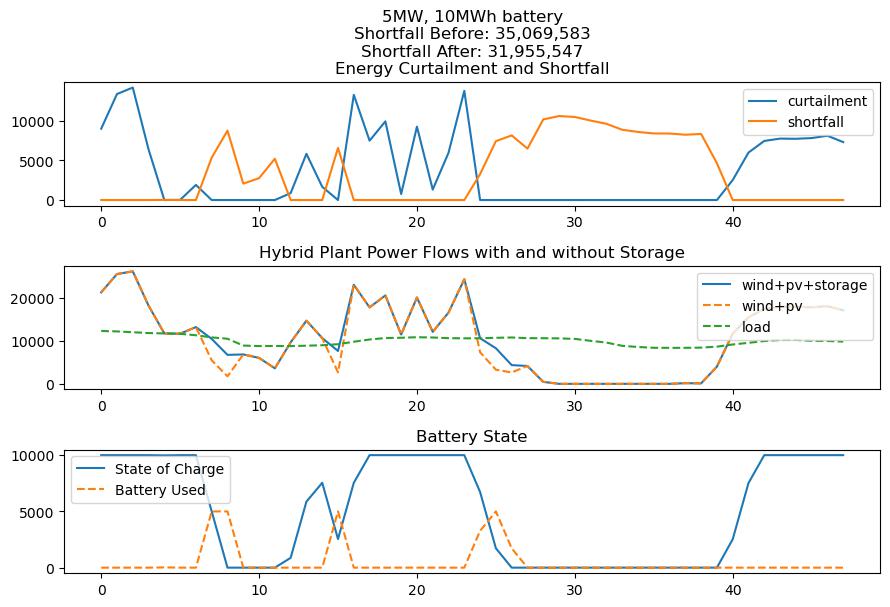 5MW, 10MWh battery
Shortfall Before: 35,069,583
Shortfall After: 31,955,547
Energy Curtailment and Shortfall
10000
5000
0
curtailment
shortfall
0 10 20 30 40
Hybrid Plant Power Flows with and without Storage
20000
10000
0
wind+pv+storage
wind+pv
load
0 10 20 30 40
Battery State
10000
5000
0
State of Charge
Battery Used
0 10 20 30 40